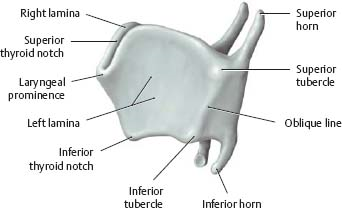 Right lamina
Superior
thyroid notch
Laryngeal
prominence
Left lamina
Inferior
thyroid notch
Inferior
tubercle
Inferior horn
Oblique line
Superior
tubercle
Superior
horn